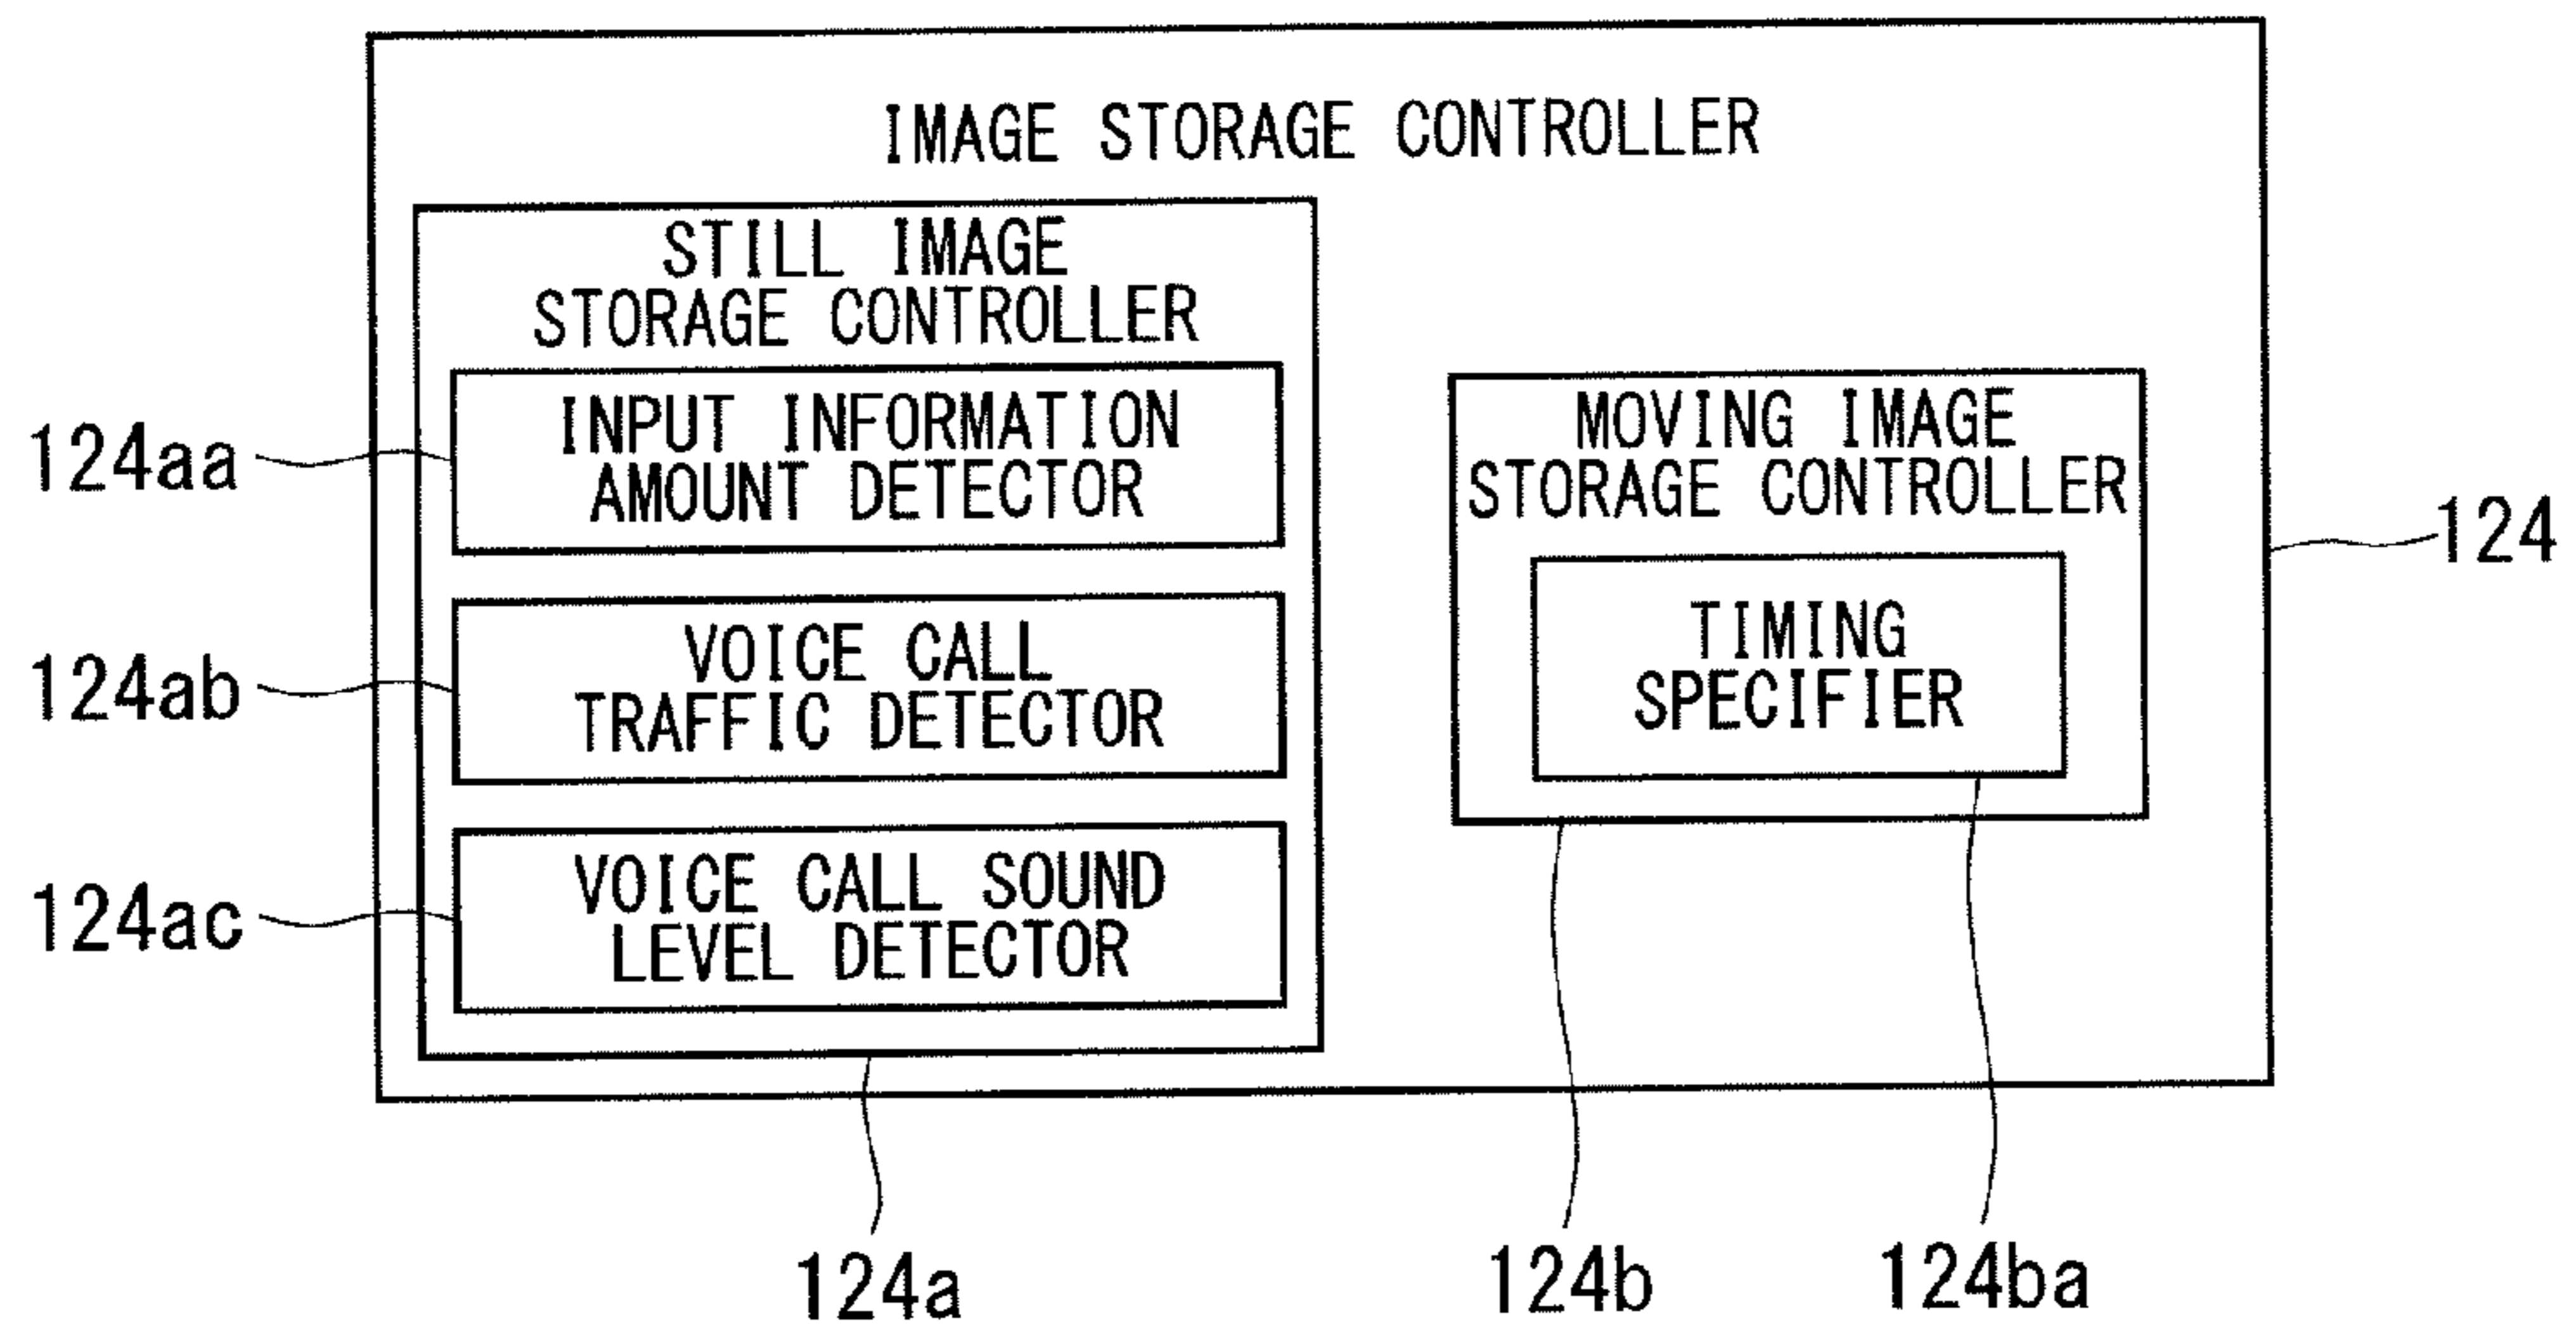 IMAGE STORAGE CONTROLLER
STILL IMAGE
STORAGE CONTROLLER
INPUT INFORMATION
AMOUNT DETECTOR
124aa
VOICE CALL
TRAFFIC DETECTOR
124ab
VOICE CALL SOUND
LEVEL DETECTOR
124ac
MOVING IMAGE
STORAGE CONTROLLER
TIMING
SPECIFIER
124
124a
124b
124ba